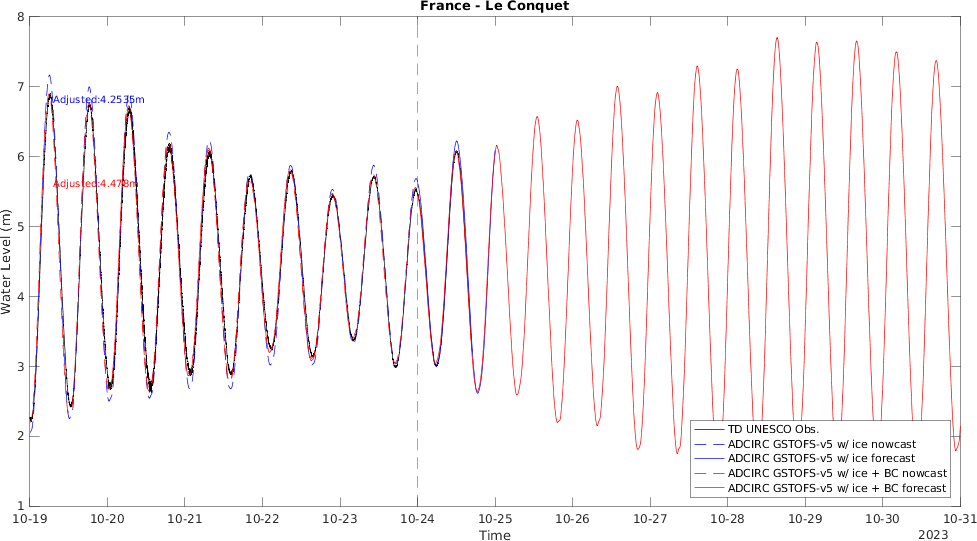 France - Le Conquet
8
7
6
5
4
3
2
1
Water Level (m)
Adjusted:4.2535m
Adjusted:4.478m
TD UNESCO Obs.
ADCIRC GSTOFS-v5 w/ ice nowcast
ADCIRC GSTOFS-v5 w/ ice forecast
ADCIRC GSTOFS-v5 w/ ice + BC nowcast
ADCIRC GSTOFS-v5 w/ ice + BC forecast
10-19 10-20 10-21 10-22 10-23 10-24 10-25 10-26 10-27 10-28 10-29 10-30 10-31
Time
2023